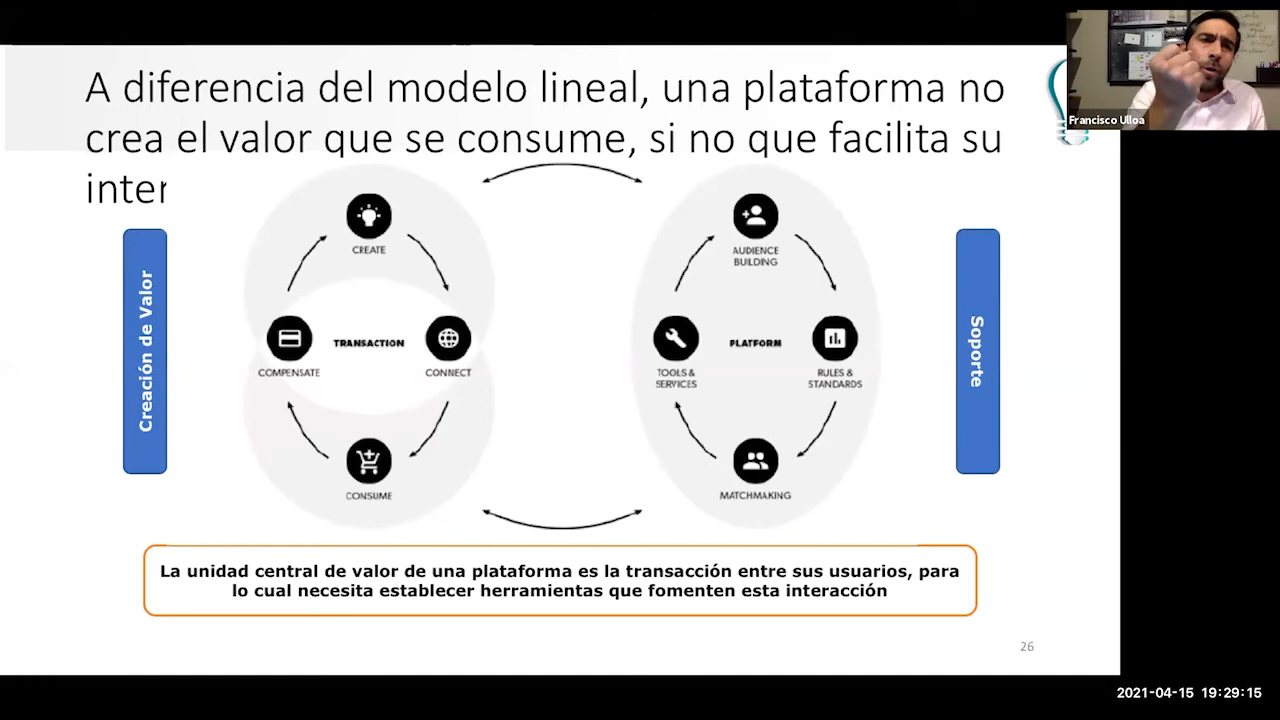 A diferencia del modelo lineal, una plataforma no
crea el valor que se consume, si no que facilita su
inter
Francisco Ulloa
Creación de Valor
CREATE
COMPENSATE
TRANSACTION
CONNECT
CONSUME
AUDIENCE
BUILDING
TOOLS &
SERVICES
PLATFORM
RULES &
STANDARDS
MATCHMAKING
Soporte
La unidad central de valor de una plataforma es la transacción entre sus usuarios, para
lo cual necesita establecer herramientas que fomenten esta interacción
26
2021-04-15 19:29:15